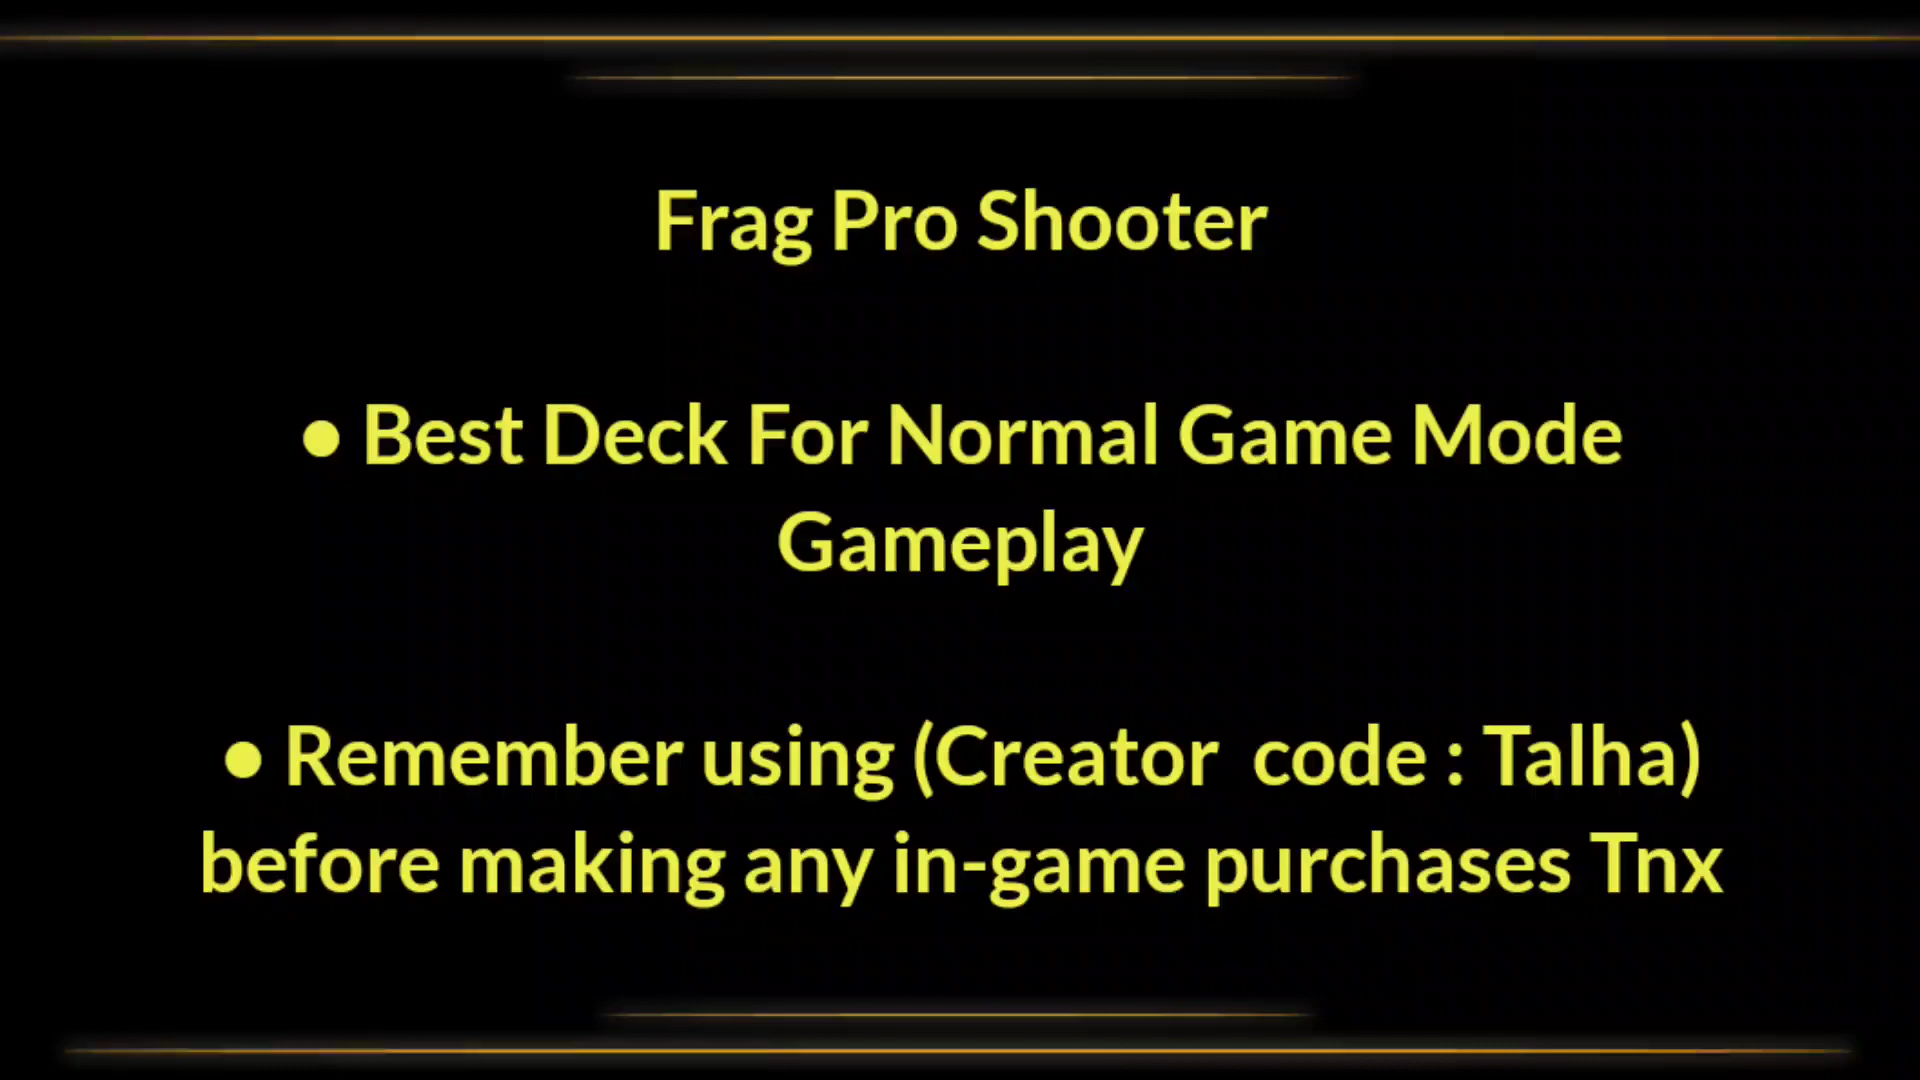 Frag Pro Shooter
● Best Deck For Normal Game Mode
Gameplay
● Remember using (Creator  code : Talha)
before making any in-game purchases Tnx